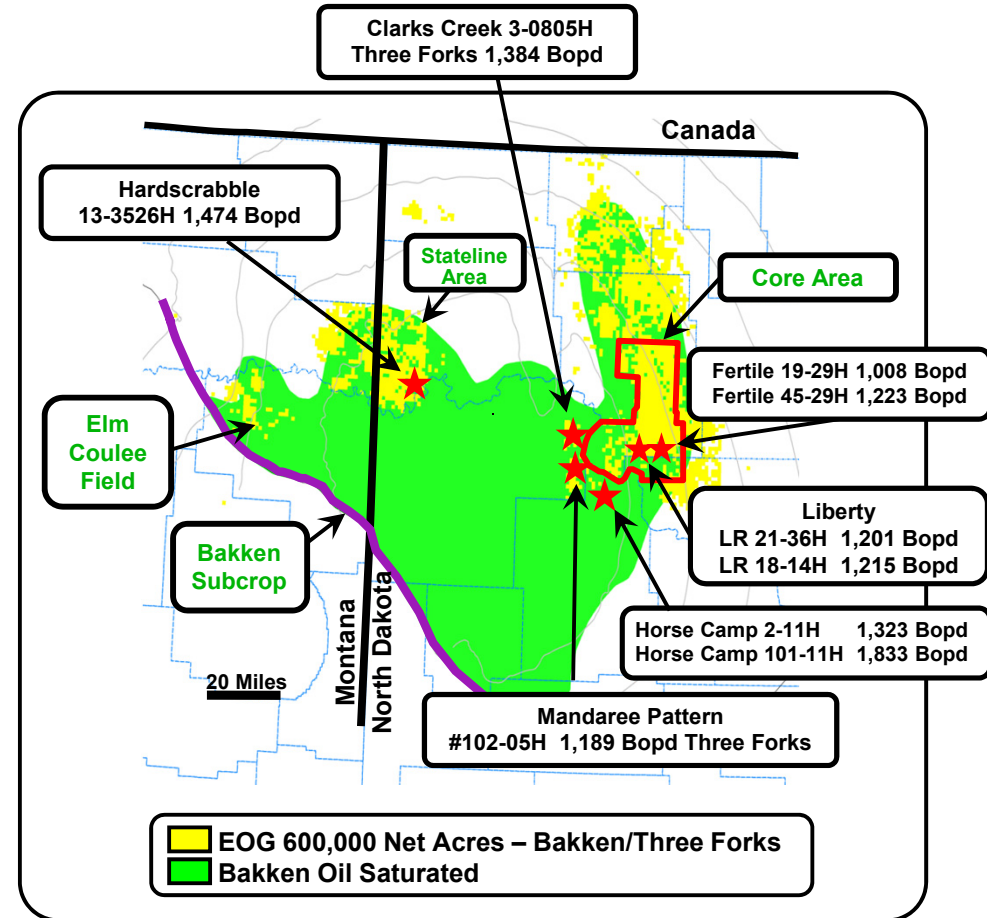 Clarks Creek 3-0805H
Three Forks 1,384 Bopd
Canada
Hardscrabble
13-3526H 1,474 Bopd
Stateline
Area
Core Area
Fertile 19-29H 1,008 Bopd
Fertile 45-29H 1,223 Bopd
Elm
Coulee
Field
Liberty
LR 21-36H 1,201 Bopd
LR 18-14H 1,215 Bopd
Bakken
Subcrop
Horse Camp 2-11H 1,323 Bopd
Horse Camp 101-11H 1,833 Bopd
Montana
North Dakota
20 Miles
Mandaree Pattern
#102-05H 1,189 Bopd Three Forks
EOG 600,000 Net Acres – Bakken/Three Forks
Bakken Oil Saturated